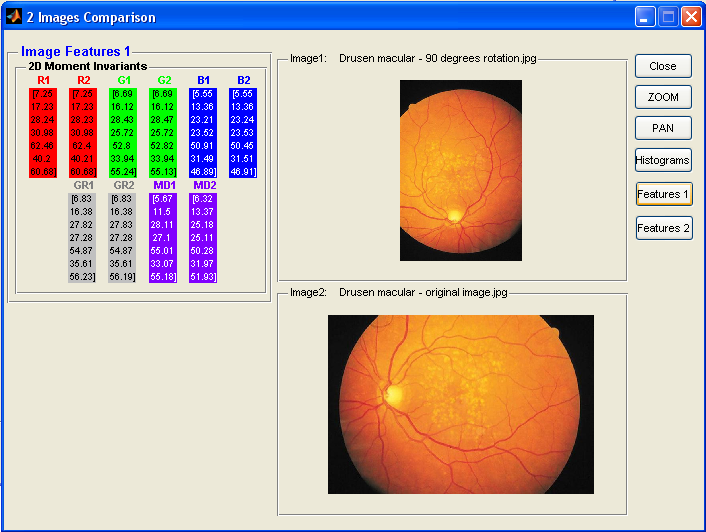 2 Images Comparison
Image Features 1
2D Moment Invariants
R1 R2 G1 G2 B1 B2
[7.25 [7.25 [6.69 [6.69 [5.55 [5.55
17.23 17.23 16.12 16.12 13.36 13.36
28.24 28.23 28.43 28.47 23.21 23.24
30.98 30.98 25.72 25.72 23.52 23.53
62.46 62.4 52.8 52.82 50.91 50.45
40.2 40.21 33.94 33.94 31.49 31.51
60.63] 60.63] 55.24] 55.13] 46.89] 46.91]
GR1 GR2 MD1 MD2
[6.83 [6.83 [5.67 [6.32
16.38 16.38 11.5 13.37
27.82 27.83 28.11 25.18
27.28 27.28 27.1 25.11
54.87 54.87 55.01 50.28
35.61 35.61 33.07 31.97
56.23] 56.19] 55.18] 51.93]
Image1: Drusen macular - 90 degrees rotation.jpg
Image2: Drusen macular - original image.jpg
Close
ZOOM
PAN
Histograms
Features 1
Features 2